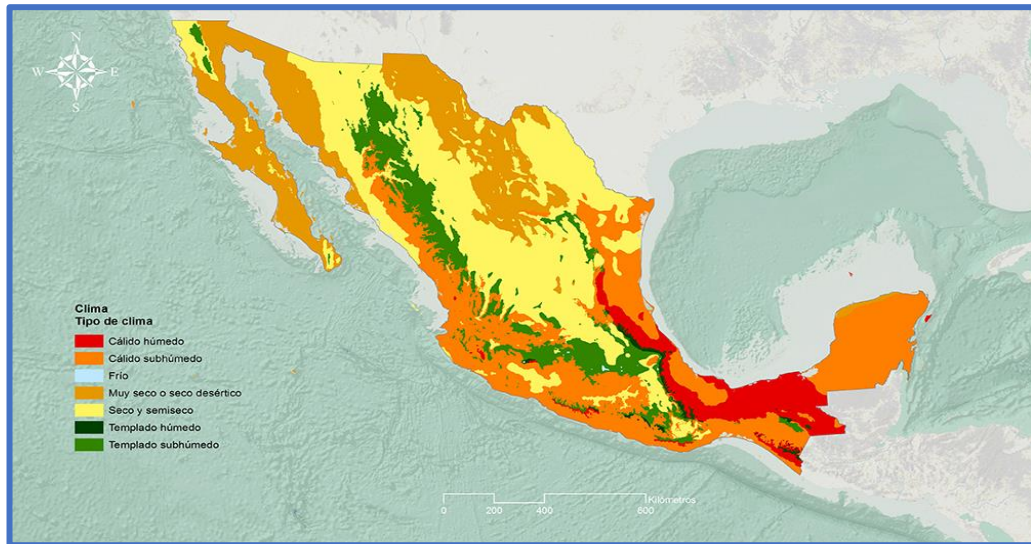 N
W E
S
Clima
Tipo de clima
Cálido húmedo
Cálido subhúmedo
Frío
Muy seco o seco desértico
Seco y semiseco
Templado húmedo
Templado subhúmedo
Kilómetros
0 200 400 600